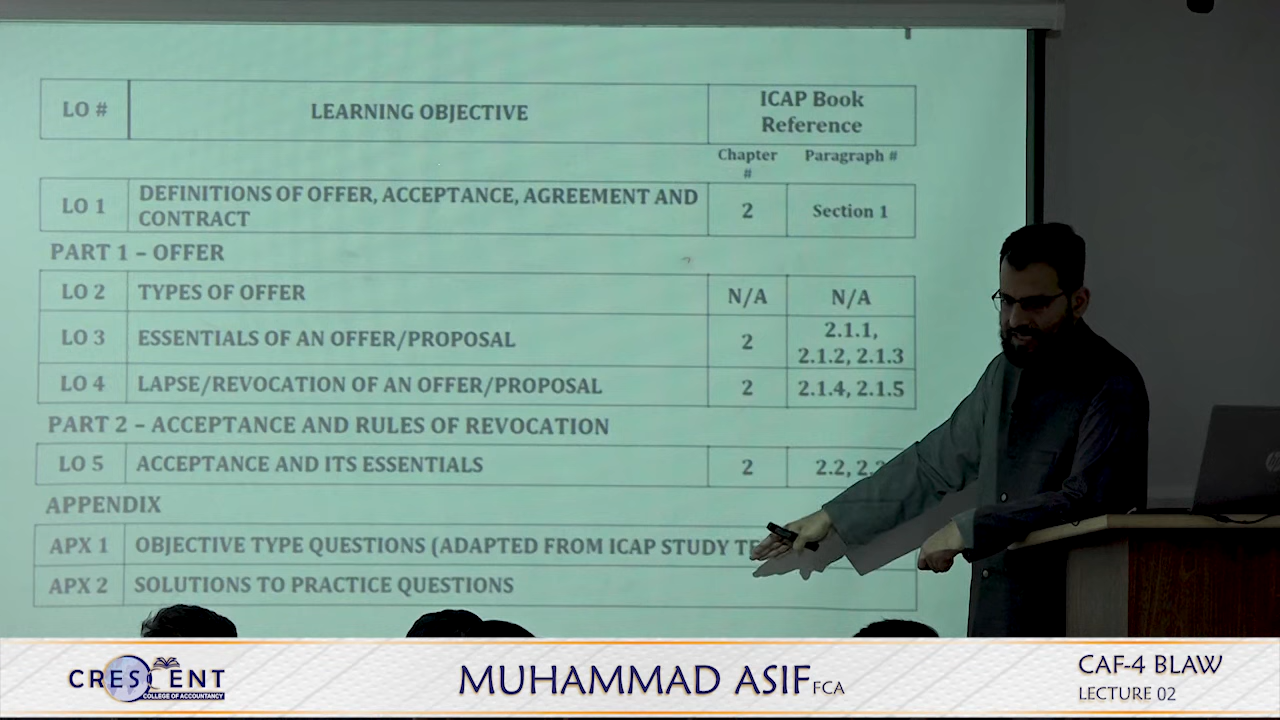 LO #
LEARNING OBJECTIVE
ICAP Book
Reference
Chapter
#
Paragraph #
LO 1
DEFINITIONS OF OFFER, ACCEPTANCE, AGREEMENT AND
CONTRACT
2
Section 1
PART 1 – OFFER
LO 2
TYPES OF OFFER
N/A
N/A
LO 3
ESSENTIALS OF AN OFFER/PROPOSAL
2
2.1.1,
2.1.2, 2.1.3
LO 4
LAPSE/REVOCATION OF AN OFFER/PROPOSAL
2
2.1.4, 2.1.5
PART 2 – ACCEPTANCE AND RULES OF REVOCATION
LO 5
ACCEPTANCE AND ITS ESSENTIALS
2
2.2,
APPENDIX
APX 1
OBJECTIVE TYPE QUESTIONS (ADAPTED FROM ICAP STUDY
APX 2
SOLUTIONS TO PRACTICE QUESTIONS
CRESCENT
COLLEGE OF ACCOUNTANCY
MUHAMMAD ASIF FCA
CAF-4 BLAW
LECTURE 02